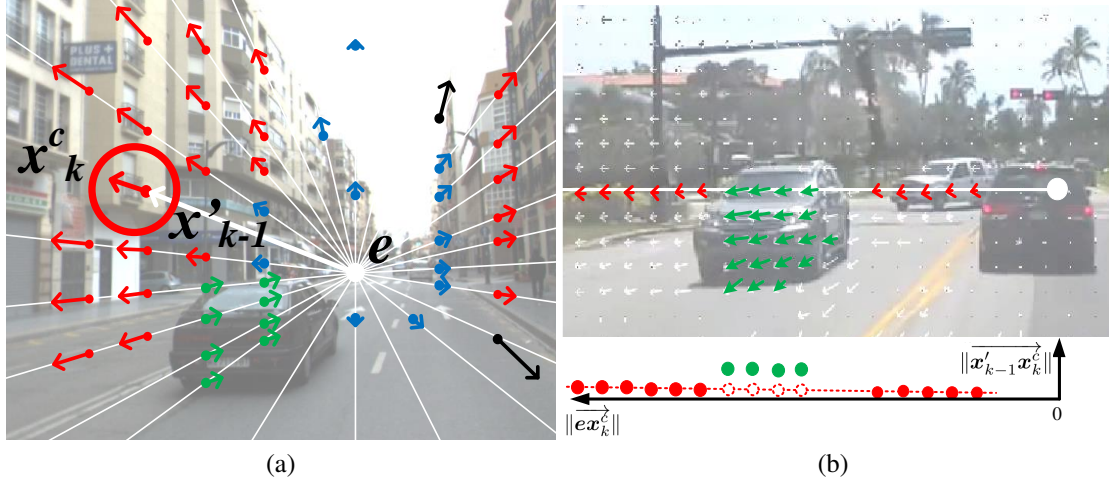 PLUS+
DENTAL
x^c_k
x'_{k-1}
e
‖x'_{k-1}x^c_k‖
‖ex^c_k‖
0
(a)
(b)